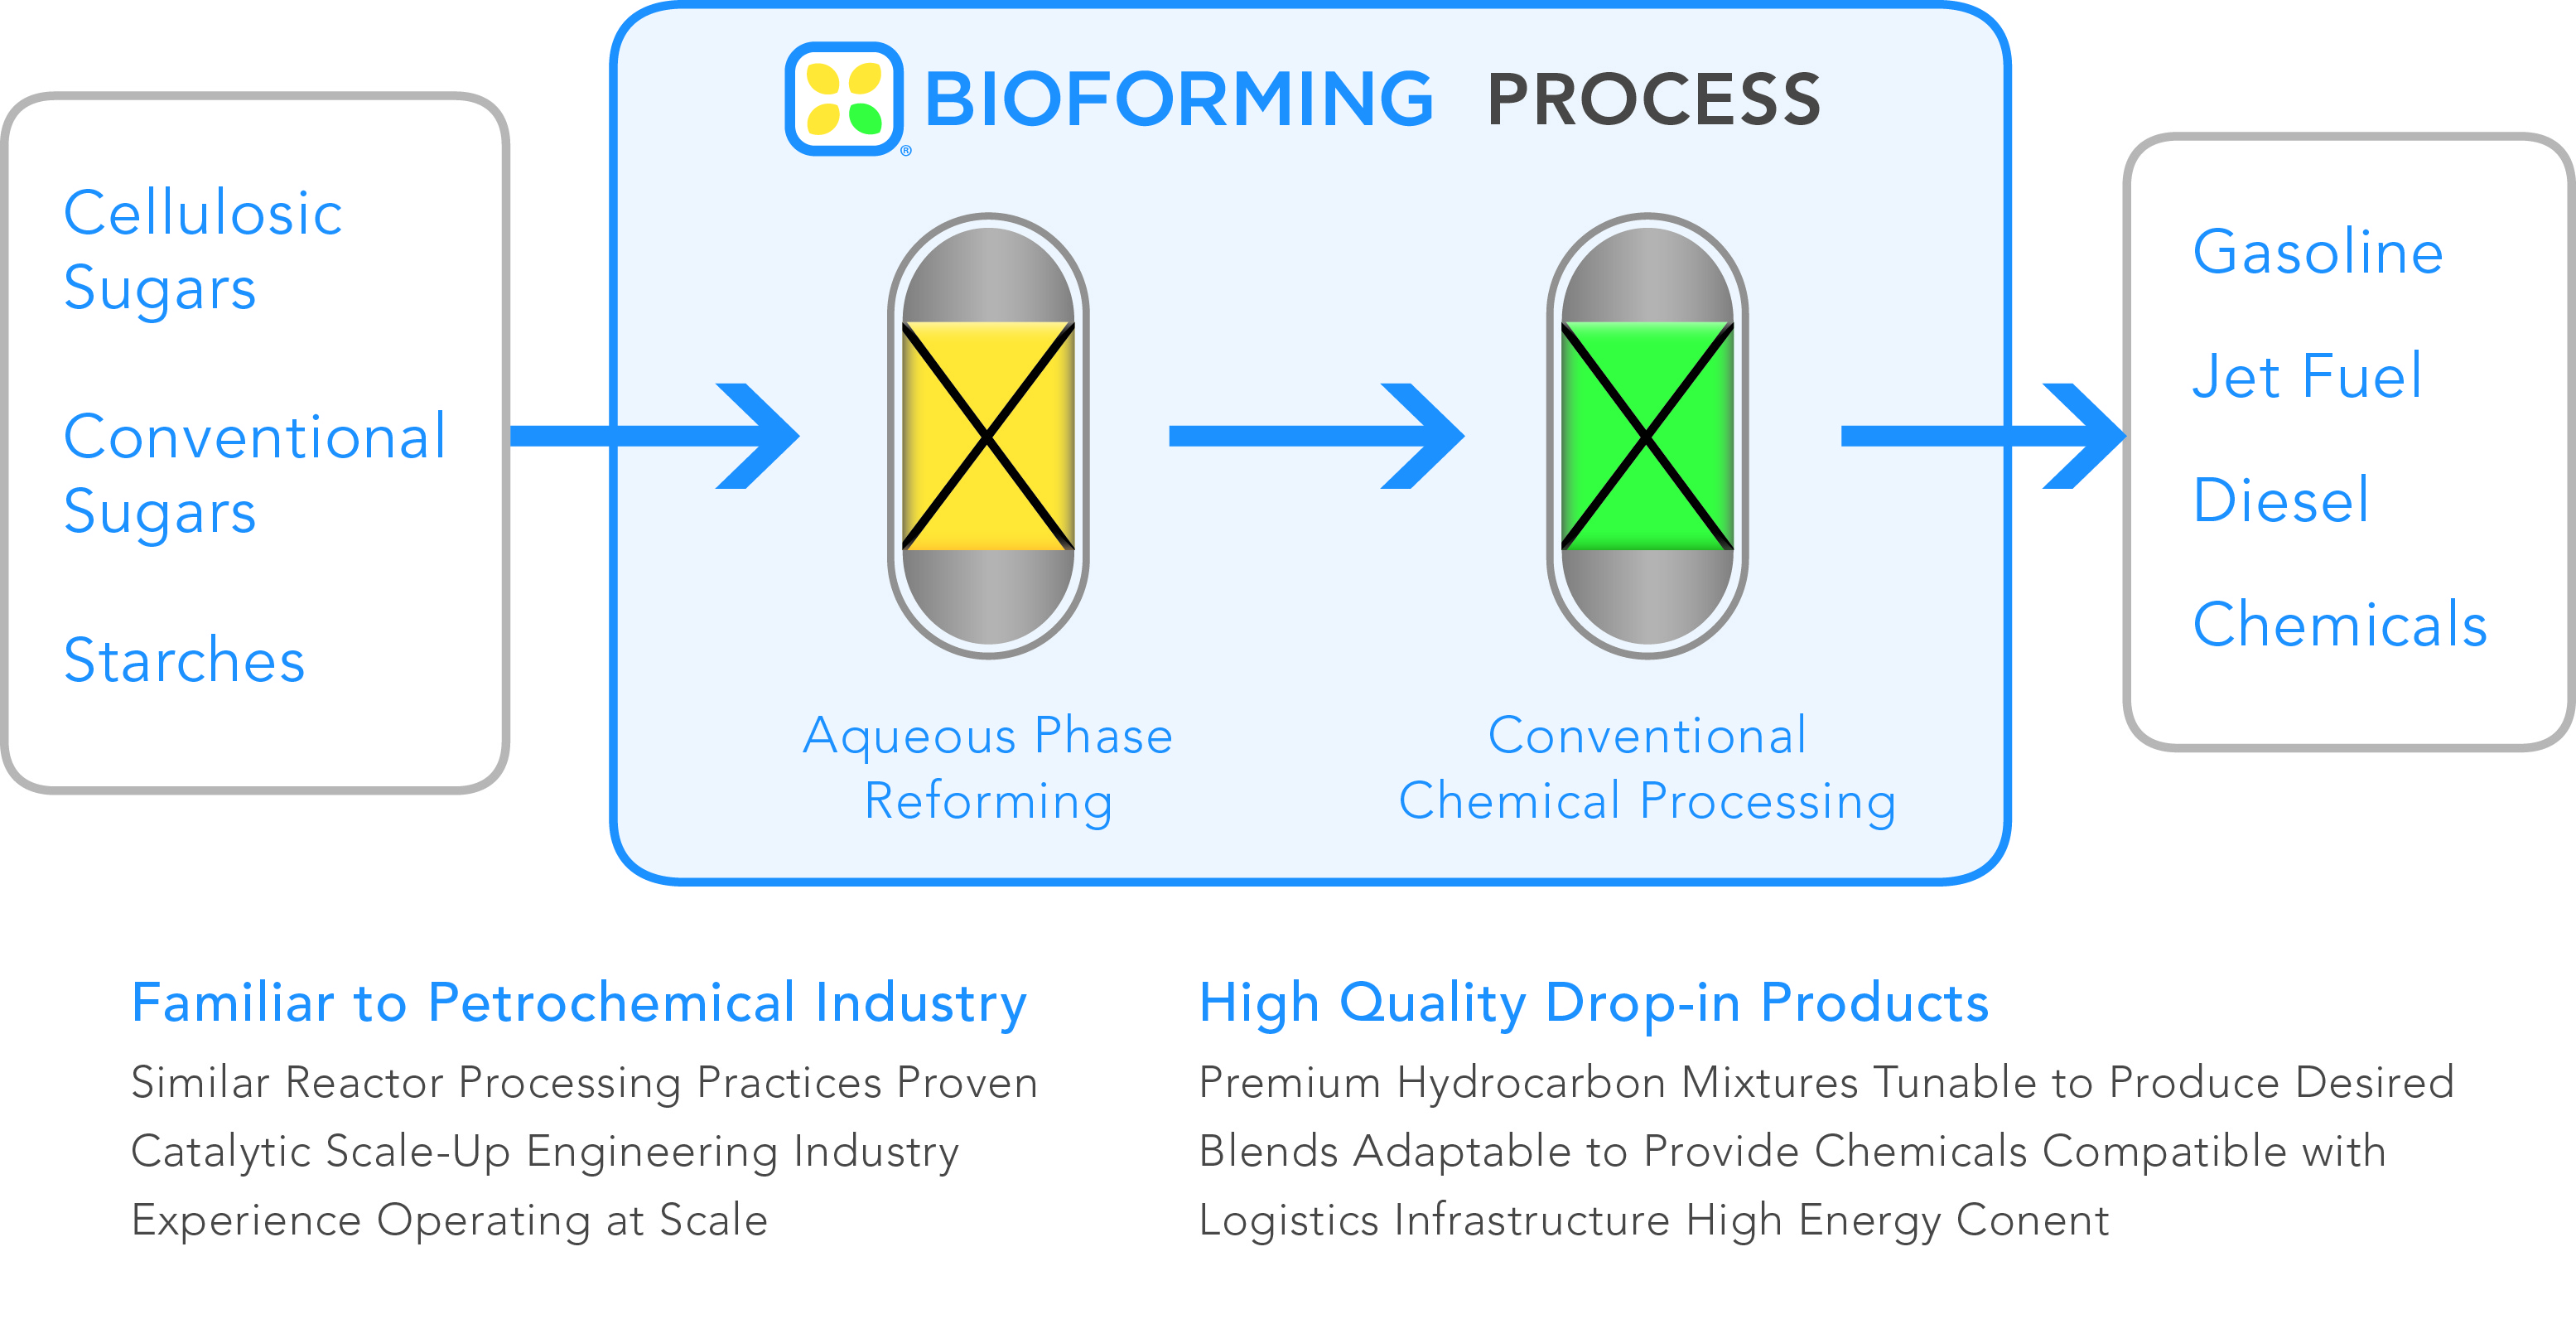 BIOFORMING PROCESS
®
Cellulosic
Sugars
Conventional
Sugars
Starches
Aqueous Phase
Reforming
Conventional
Chemical Processing
Gasoline
Jet Fuel
Diesel
Chemicals
Familiar to Petrochemical Industry
Similar Reactor Processing Practices Proven
Catalytic Scale-Up Engineering Industry
Experience Operating at Scale
High Quality Drop-in Products
Premium Hydrocarbon Mixtures Tunable to Produce Desired
Blends Adaptable to Provide Chemicals Compatible with
Logistics Infrastructure High Energy Conent